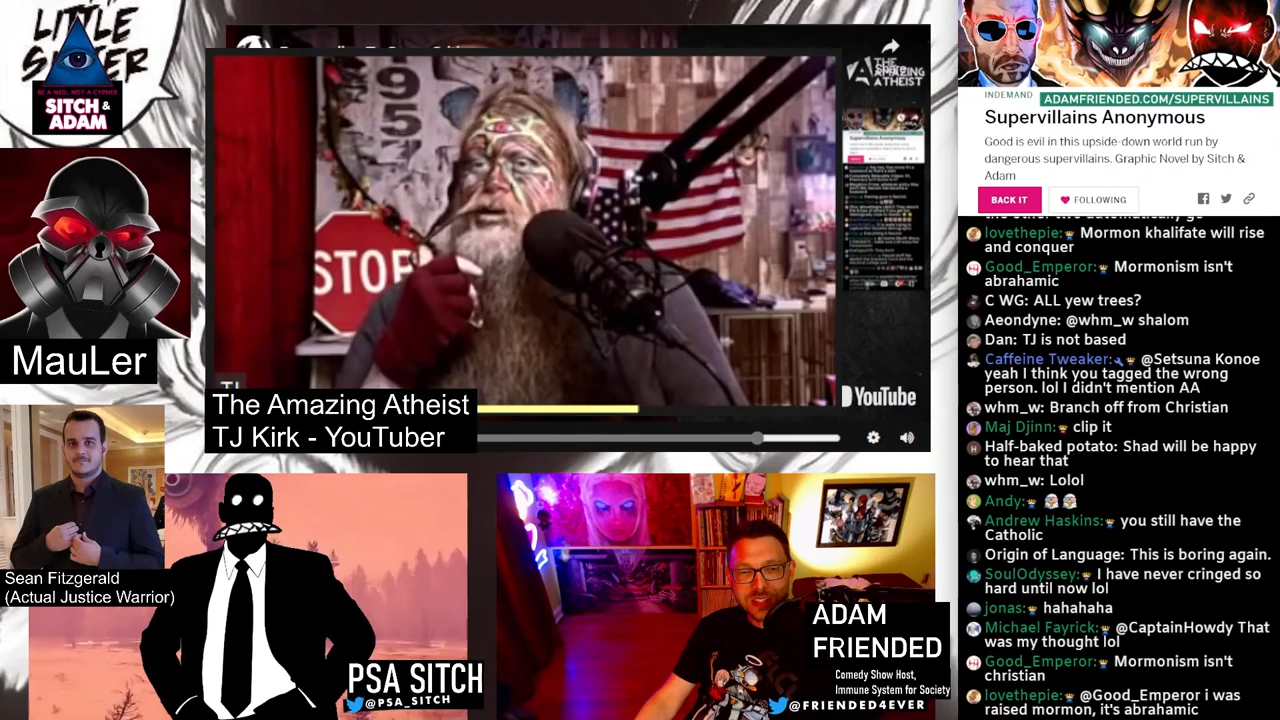 LITTLE
BE A NEO, NOT A CYPHER
SITCH &
ADAM
MauLer
Sean Fitzgerald
(Actual Justice Warrior)
1957
STOP
THE
AMAZING
ATHEIST
YouTube
The Amazing Atheist
TJ Kirk - YouTuber
PSA SITCH
@PSA_SITCH
ADAM
FRIENDED
Comedy Show Host,
Immune System for Society
@FRIENDED4EVER
INDEMAND
ADAMFRIENDED.COM/SUPERVILLAINS
Supervillains Anonymous
Good is evil in this upside-down world run by
dangerous supervillains. Graphic Novel by Sitch &
Adam
BACK IT
FOLLOWING
lovethepie: Mormon khalifate will rise
and conquer
Good_Emperor: Mormonism isn't
abrahamic
C WG: ALL yew trees?
Aeondyne: @whm_w shalom
Dan: TJ is not based
Caffeine Tweaker: @Setsuna Konoe
yeah I think you tagged the wrong
person. lol I didn't mention AA
whm_w: Branch off from Christian
Maj Djinn: clip it
Half-baked potato: Shad will be happy
to hear that
whm_w: Lolol
Andy:
Andrew Haskins: you still have the
Catholic
Origin of Language: This is boring again.
SoulOdyssey: I have never cringed so
hard until now lol
jonas: hahahaha
Michael Fayrick: @CaptainHowdy That
was my thought lol
Good_Emperor: Mormonism isn't
christian
lovethepie: @Good_Emperor i was
raised mormon, it's abrahamic